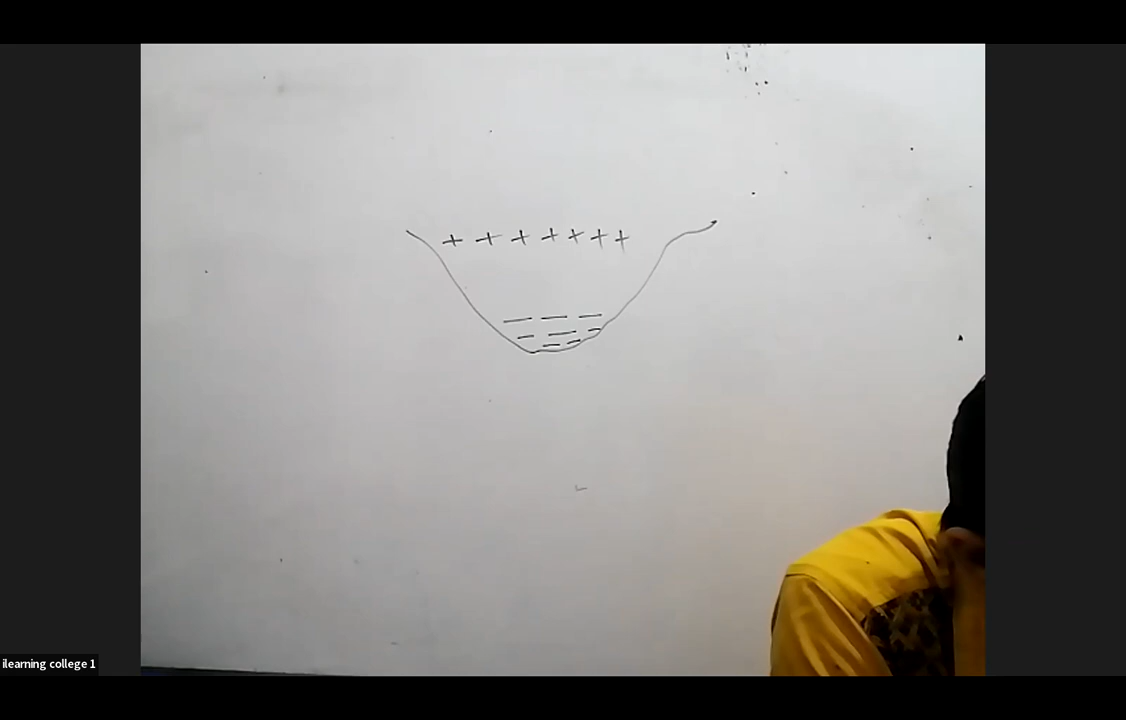 + + + + + + +
— — —
— — —
— —
ilearning college 1